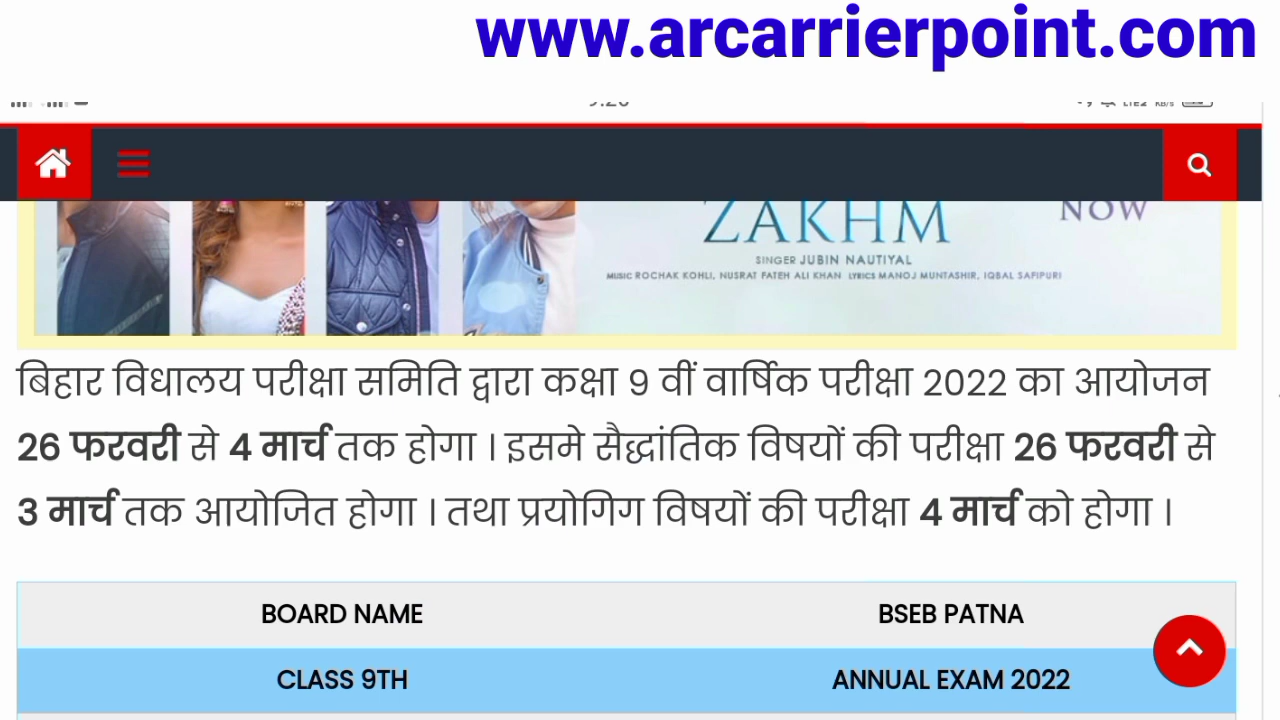 www.arcarrierpoint.com
ZAKHM
NOW
SINGER JUBIN NAUTIYAL
MUSIC ROCHAK KOHLI, NUSRAT FATEH ALI KHAN LYRICS MANOJ MUNTASHIR, IQBAL SAFIPURI
बिहार विधालय परीक्षा समिति द्वारा कक्षा 9 वीं वार्षिक परीक्षा 2022 का आयोजन
26 फरवरी से 4 मार्च तक होगा । इसमे सैद्धांतिक विषयों की परीक्षा 26 फरवरी से
3 मार्च तक आयोजित होगा । तथा प्रयोगिग विषयों की परीक्षा 4 मार्च को होगा ।
BOARD NAME BSEB PATNA
CLASS 9TH ANNUAL EXAM 2022